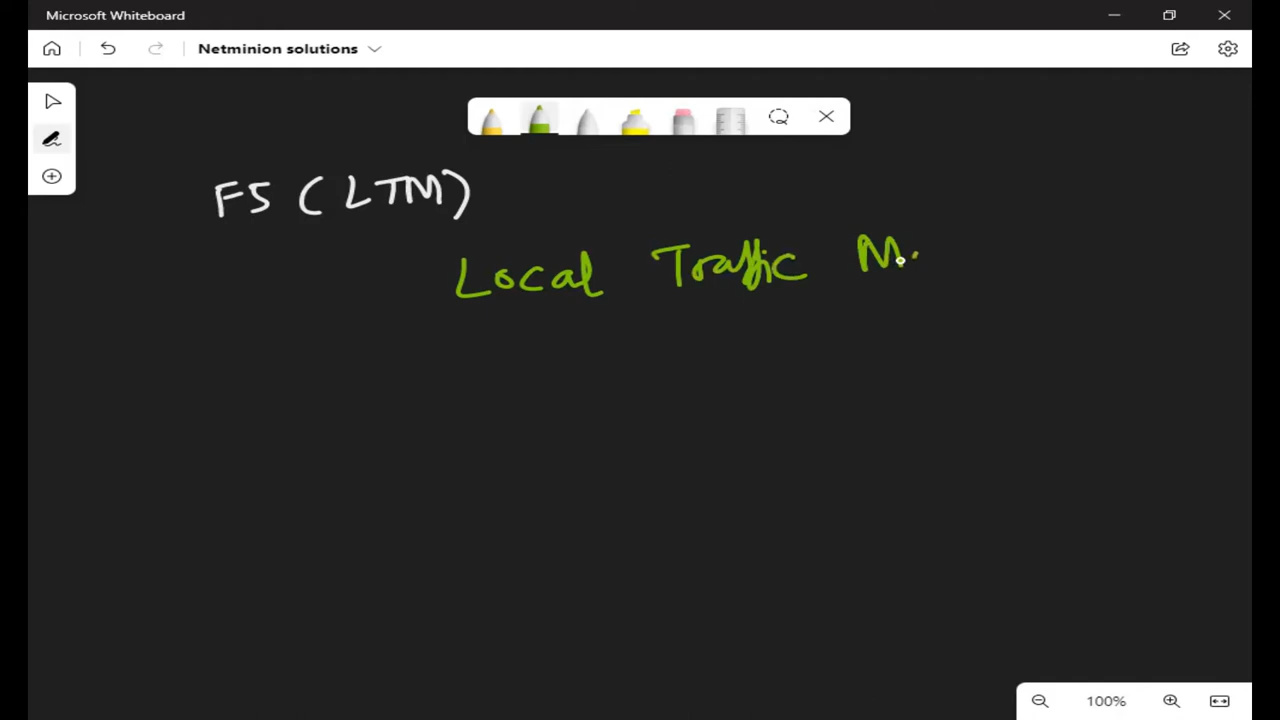 Microsoft Whiteboard
Netminion solutions
F5 (LTM)
Local Traffic M.
100%